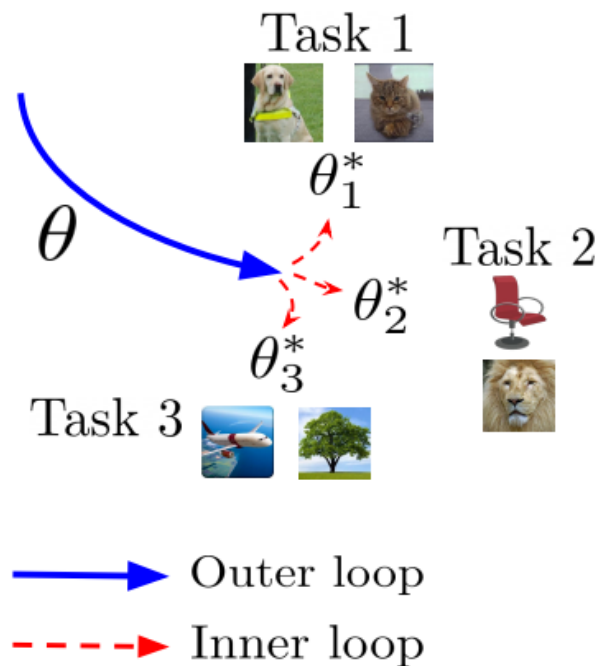 Task 1
θ₁*
θ
Task 2
θ₂*
θ₃*
Task 3
Outer loop
Inner loop